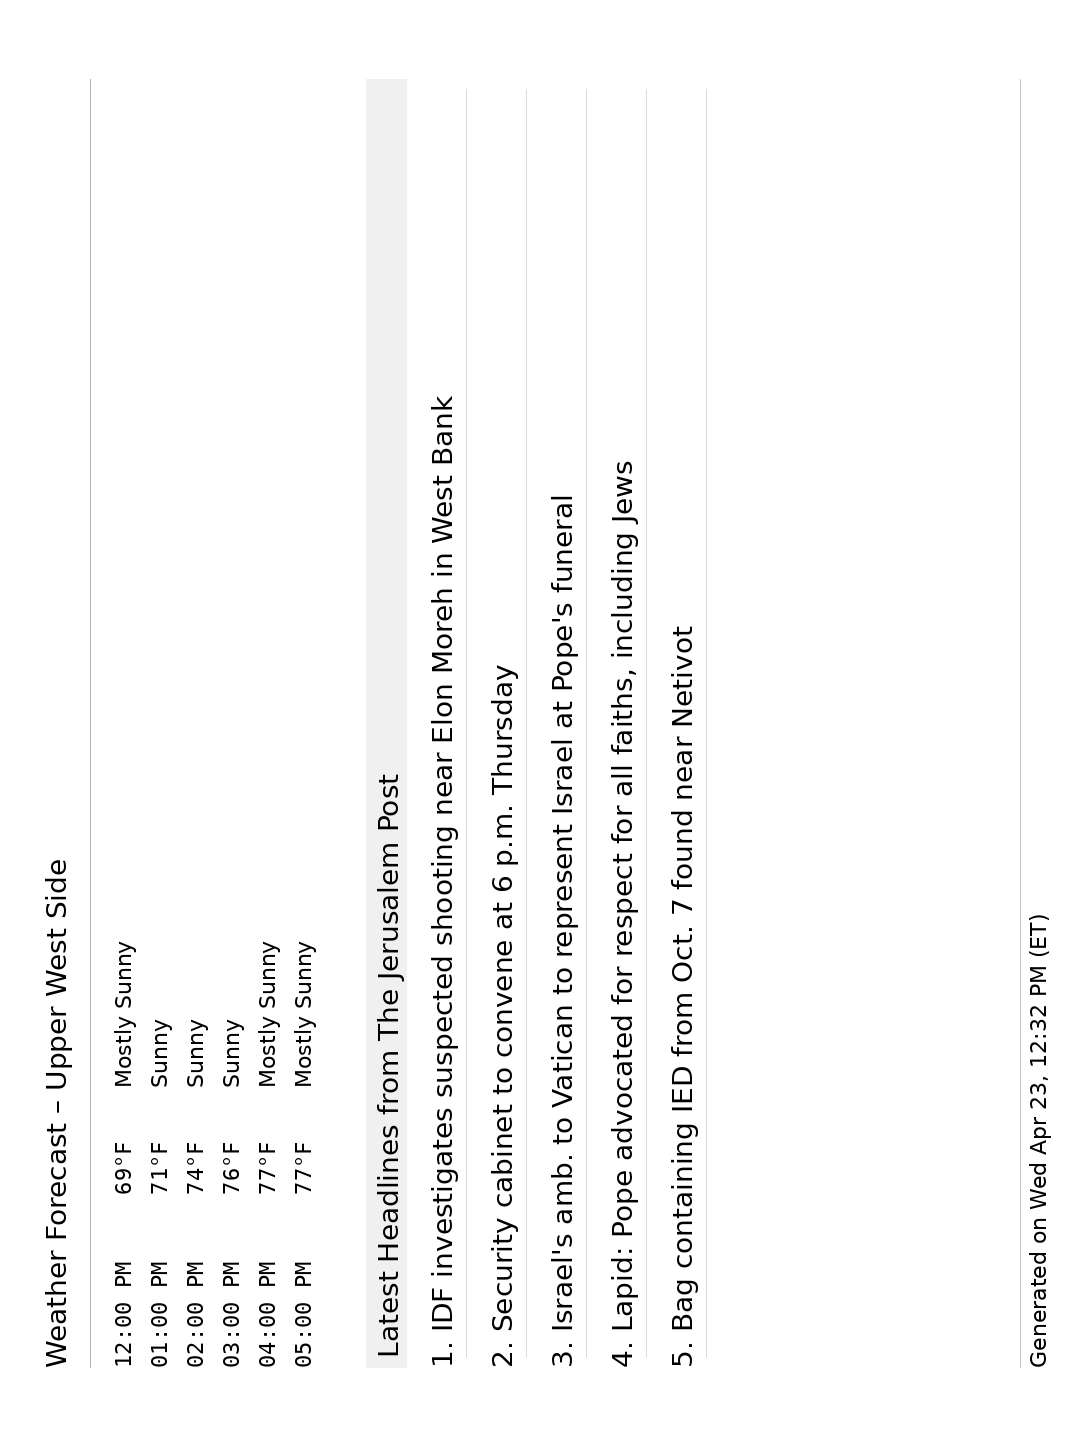 Weather Forecast – Upper West Side
12:00 PM 69°F Mostly Sunny
01:00 PM 71°F Sunny
02:00 PM 74°F Sunny
03:00 PM 76°F Sunny
04:00 PM 77°F Mostly Sunny
05:00 PM 77°F Mostly Sunny
Latest Headlines from The Jerusalem Post
1. IDF investigates suspected shooting near Elon Moreh in West Bank
2. Security cabinet to convene at 6 p.m. Thursday
3. Israel's amb. to Vatican to represent Israel at Pope's funeral
4. Lapid: Pope advocated for respect for all faiths, including Jews
5. Bag containing IED from Oct. 7 found near Netivot
Generated on Wed Apr 23, 12:32 PM (ET)